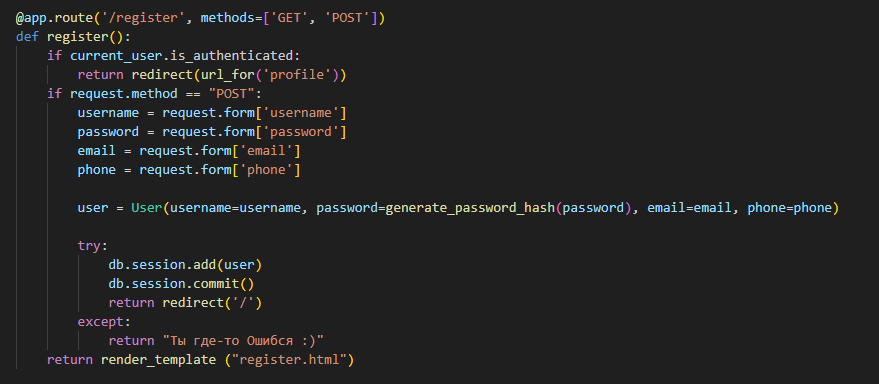 @app.route('/register', methods=['GET', 'POST'])
def register():
    if current_user.is_authenticated:
        return redirect(url_for('profile'))
    if request.method == "POST":
        username = request.form['username']
        password = request.form['password']
        email = request.form['email']
        phone = request.form['phone']

        user = User(username=username, password=generate_password_hash(password), email=email, phone=phone)

        try:
            db.session.add(user)
            db.session.commit()
            return redirect('/')
        except:
            return "Ты где-то Ошибся :)"
    return render_template ("register.html")